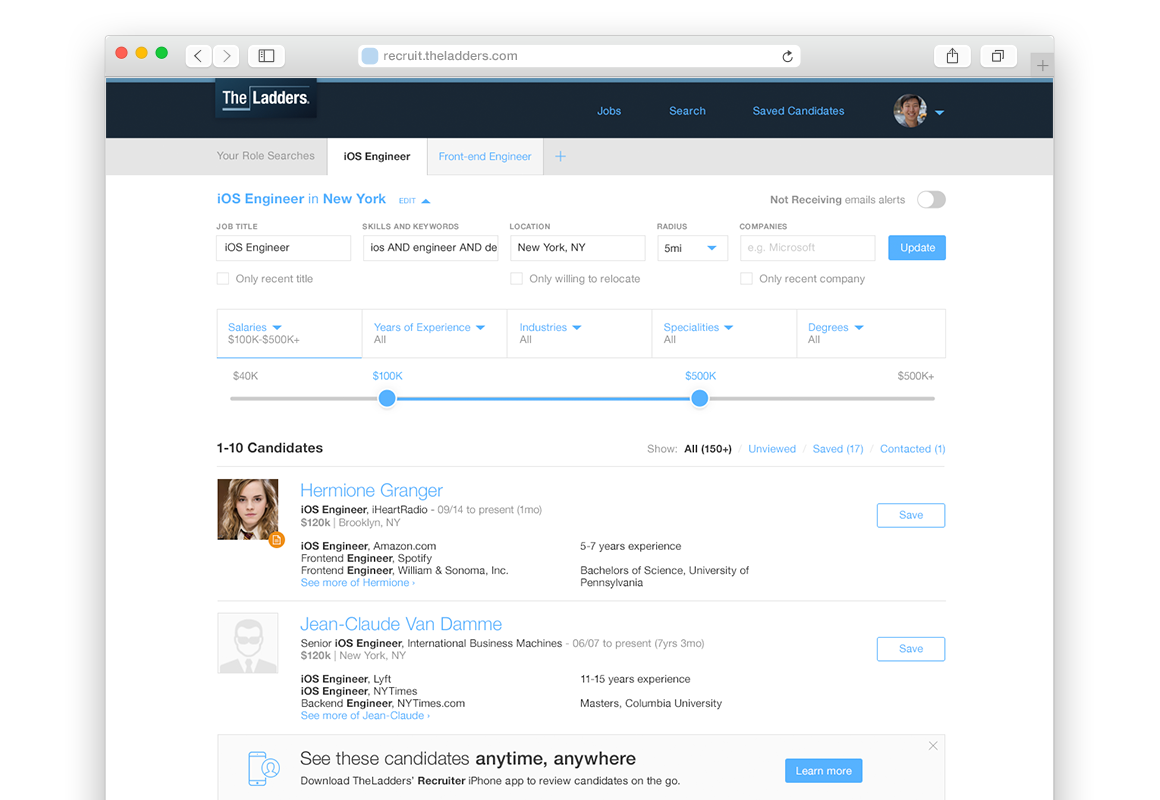 recruit.theladders.com
The Ladders.
Jobs Search Saved Candidates
Your Role Searches iOS Engineer Front-end Engineer +
iOS Engineer in New York EDIT Not Receiving emails alerts
JOB TITLE SKILLS AND KEYWORDS LOCATION RADIUS COMPANIES
iOS Engineer ios AND engineer AND de New York, NY 5mi e.g. Microsoft Update
Only recent title Only willing to relocate Only recent company
Salaries Years of Experience Industries Specialities Degrees
$100K-$500K+ All All All All
$40K $100K $500K $500K+
1-10 Candidates Show: All (150+) / Unviewed / Saved (17) / Contacted (1)
Hermione Granger
iOS Engineer, iHeartRadio - 09/14 to present (1mo) Save
$120k | Brooklyn, NY
iOS Engineer, Amazon.com 5-7 years experience
Frontend Engineer, Spotify
Frontend Engineer, William & Sonoma, Inc. Bachelors of Science, University of
See more of Hermione › Pennsylvania
Jean-Claude Van Damme
Senior iOS Engineer, International Business Machines - 06/07 to present (7yrs 3mo) Save
$120k | New York, NY
iOS Engineer, Lyft 11-15 years experience
iOS Engineer, NYTimes
Backend Engineer, NYTimes.com Masters, Columbia University
See more of Jean-Claude ›
See these candidates anytime, anywhere
Download TheLadders' Recruiter iPhone app to review candidates on the go. Learn more